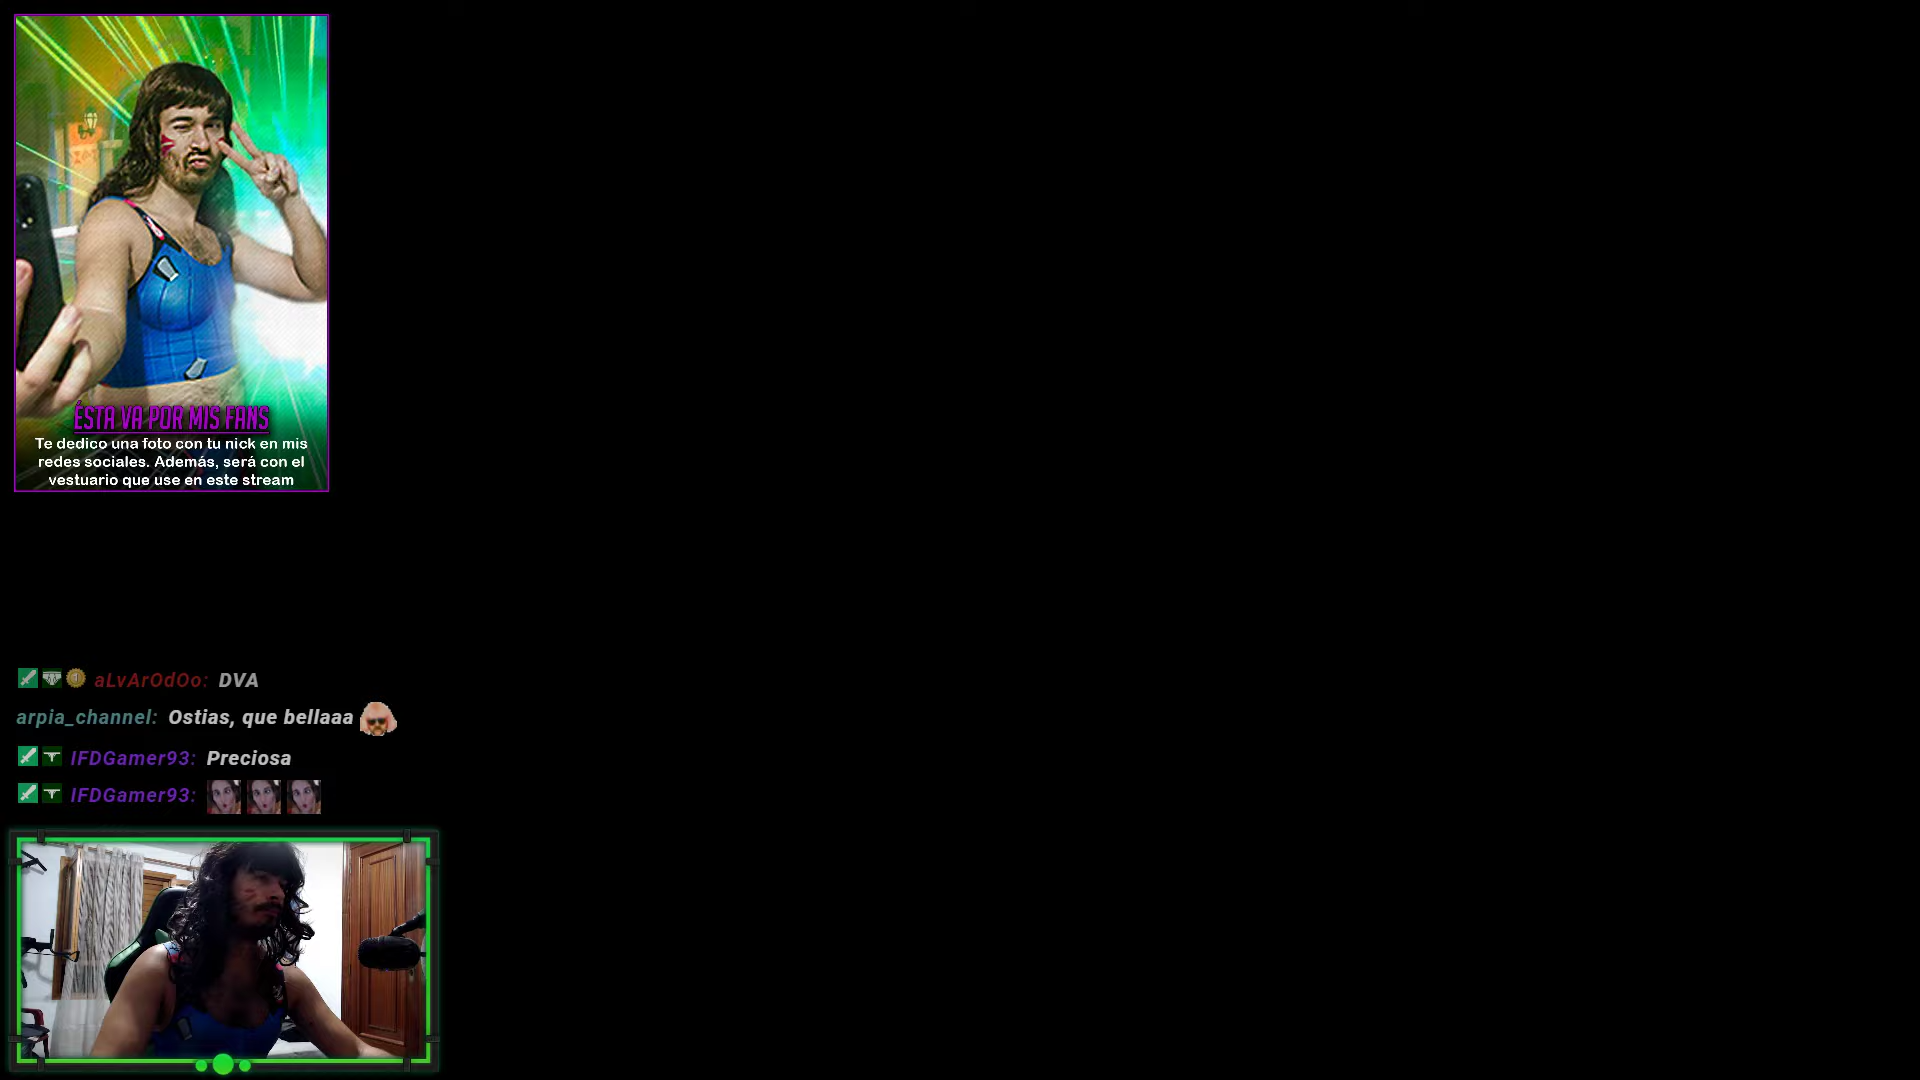 ÉSTA VA POR MIS FANS
Te dedico una foto con tu nick en mis
redes sociales. Además, será con el
vestuario que use en este stream
aLvArOdOo: DVA
arpia_channel: Ostias, que bellaaa
IFDGamer93: Preciosa
IFDGamer93: